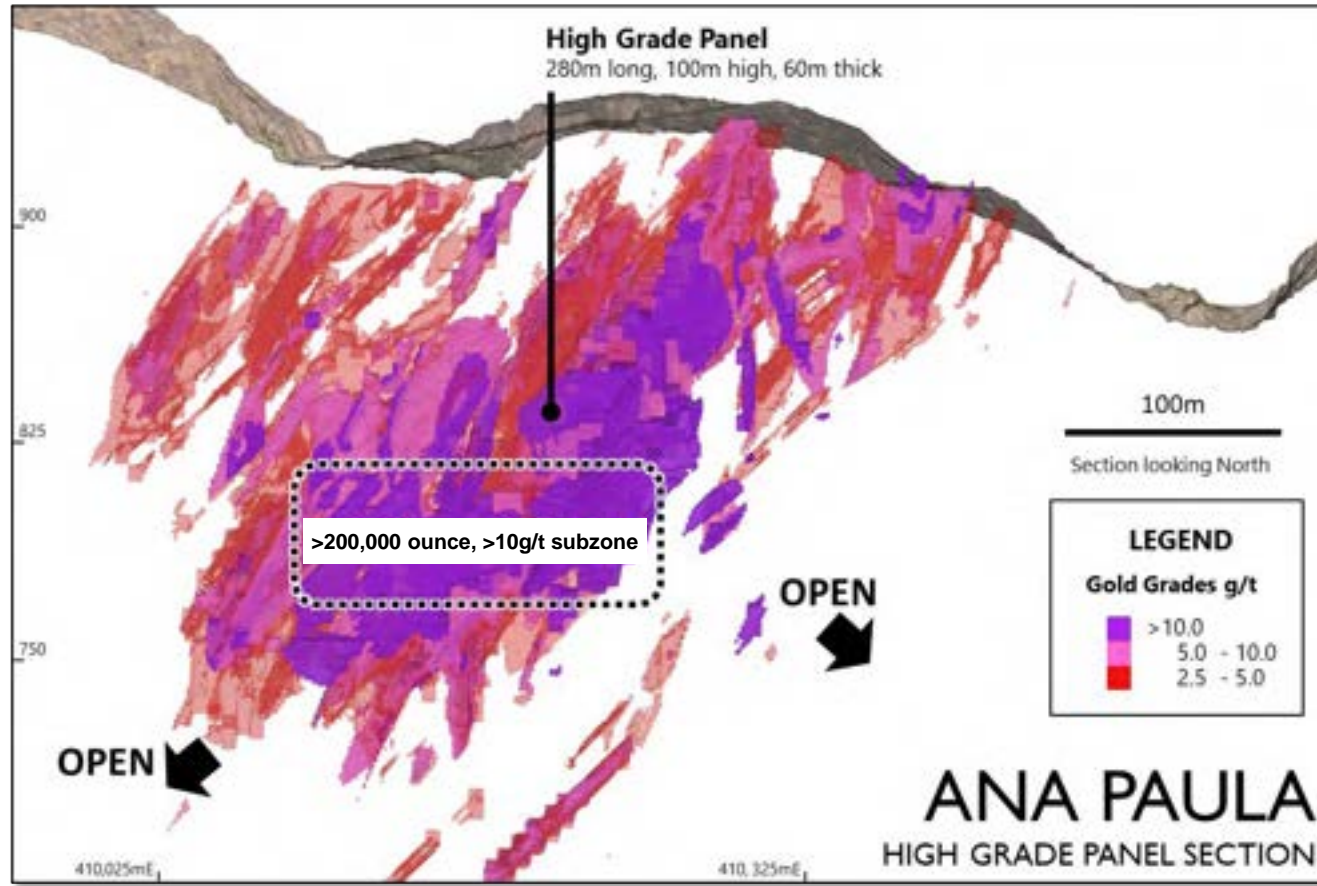 High Grade Panel
280m long, 100m high, 60m thick
900
825
750
100m
Section looking North
>200,000 ounce, >10g/t subzone
LEGEND
Gold Grades g/t
>10.0
5.0 - 10.0
2.5 - 5.0
OPEN
OPEN
ANA PAULA
HIGH GRADE PANEL SECTION
410,025mE
410,325mE